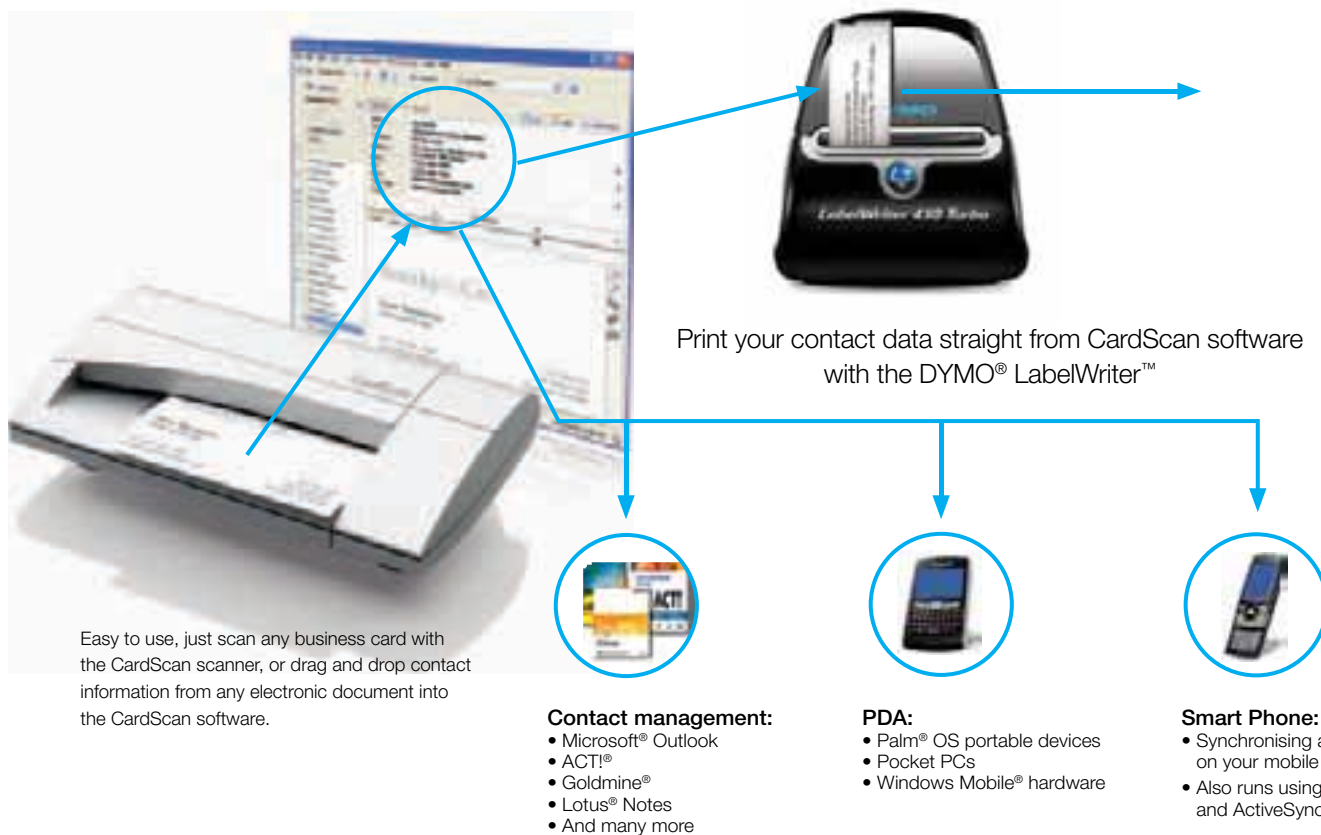 LabelWriter 450 Turbo
Print your contact data straight from CardScan software
with the DYMO® LabelWriter™
Easy to use, just scan any business card with
the CardScan scanner, or drag and drop contact
information from any electronic document into
the CardScan software.
ACT!
Contact management:
• Microsoft® Outlook
• ACT!®
• Goldmine®
• Lotus® Notes
• And many more
PDA:
• Palm® OS portable devices
• Pocket PCs
• Windows Mobile® hardware
Smart Phone:
• Synchronising a
on your mobile
• Also runs using
and ActiveSync